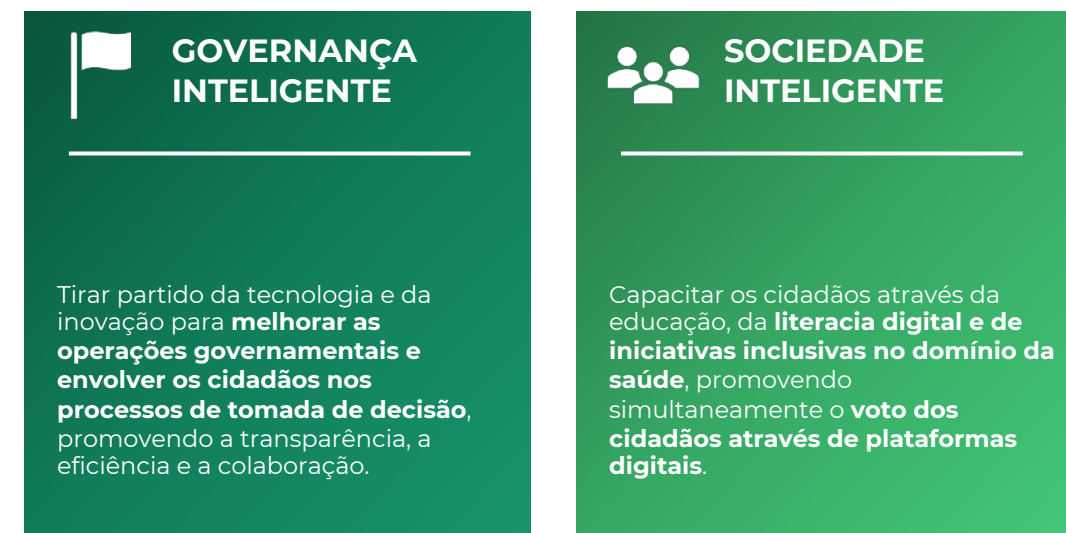 GOVERNANÇA
INTELIGENTE
Tirar partido da tecnologia e da
inovação para melhorar as
operações governamentais e
envolver os cidadãos nos
processos de tomada de decisão,
promovendo a transparência, a
eficiência e a colaboração.
SOCIEDADE
INTELIGENTE
Capacitar os cidadãos através da
educação, da literacia digital e de
iniciativas inclusivas no domínio da
saúde, promovendo
simultaneamente o voto dos
cidadãos através de plataformas
digitais.